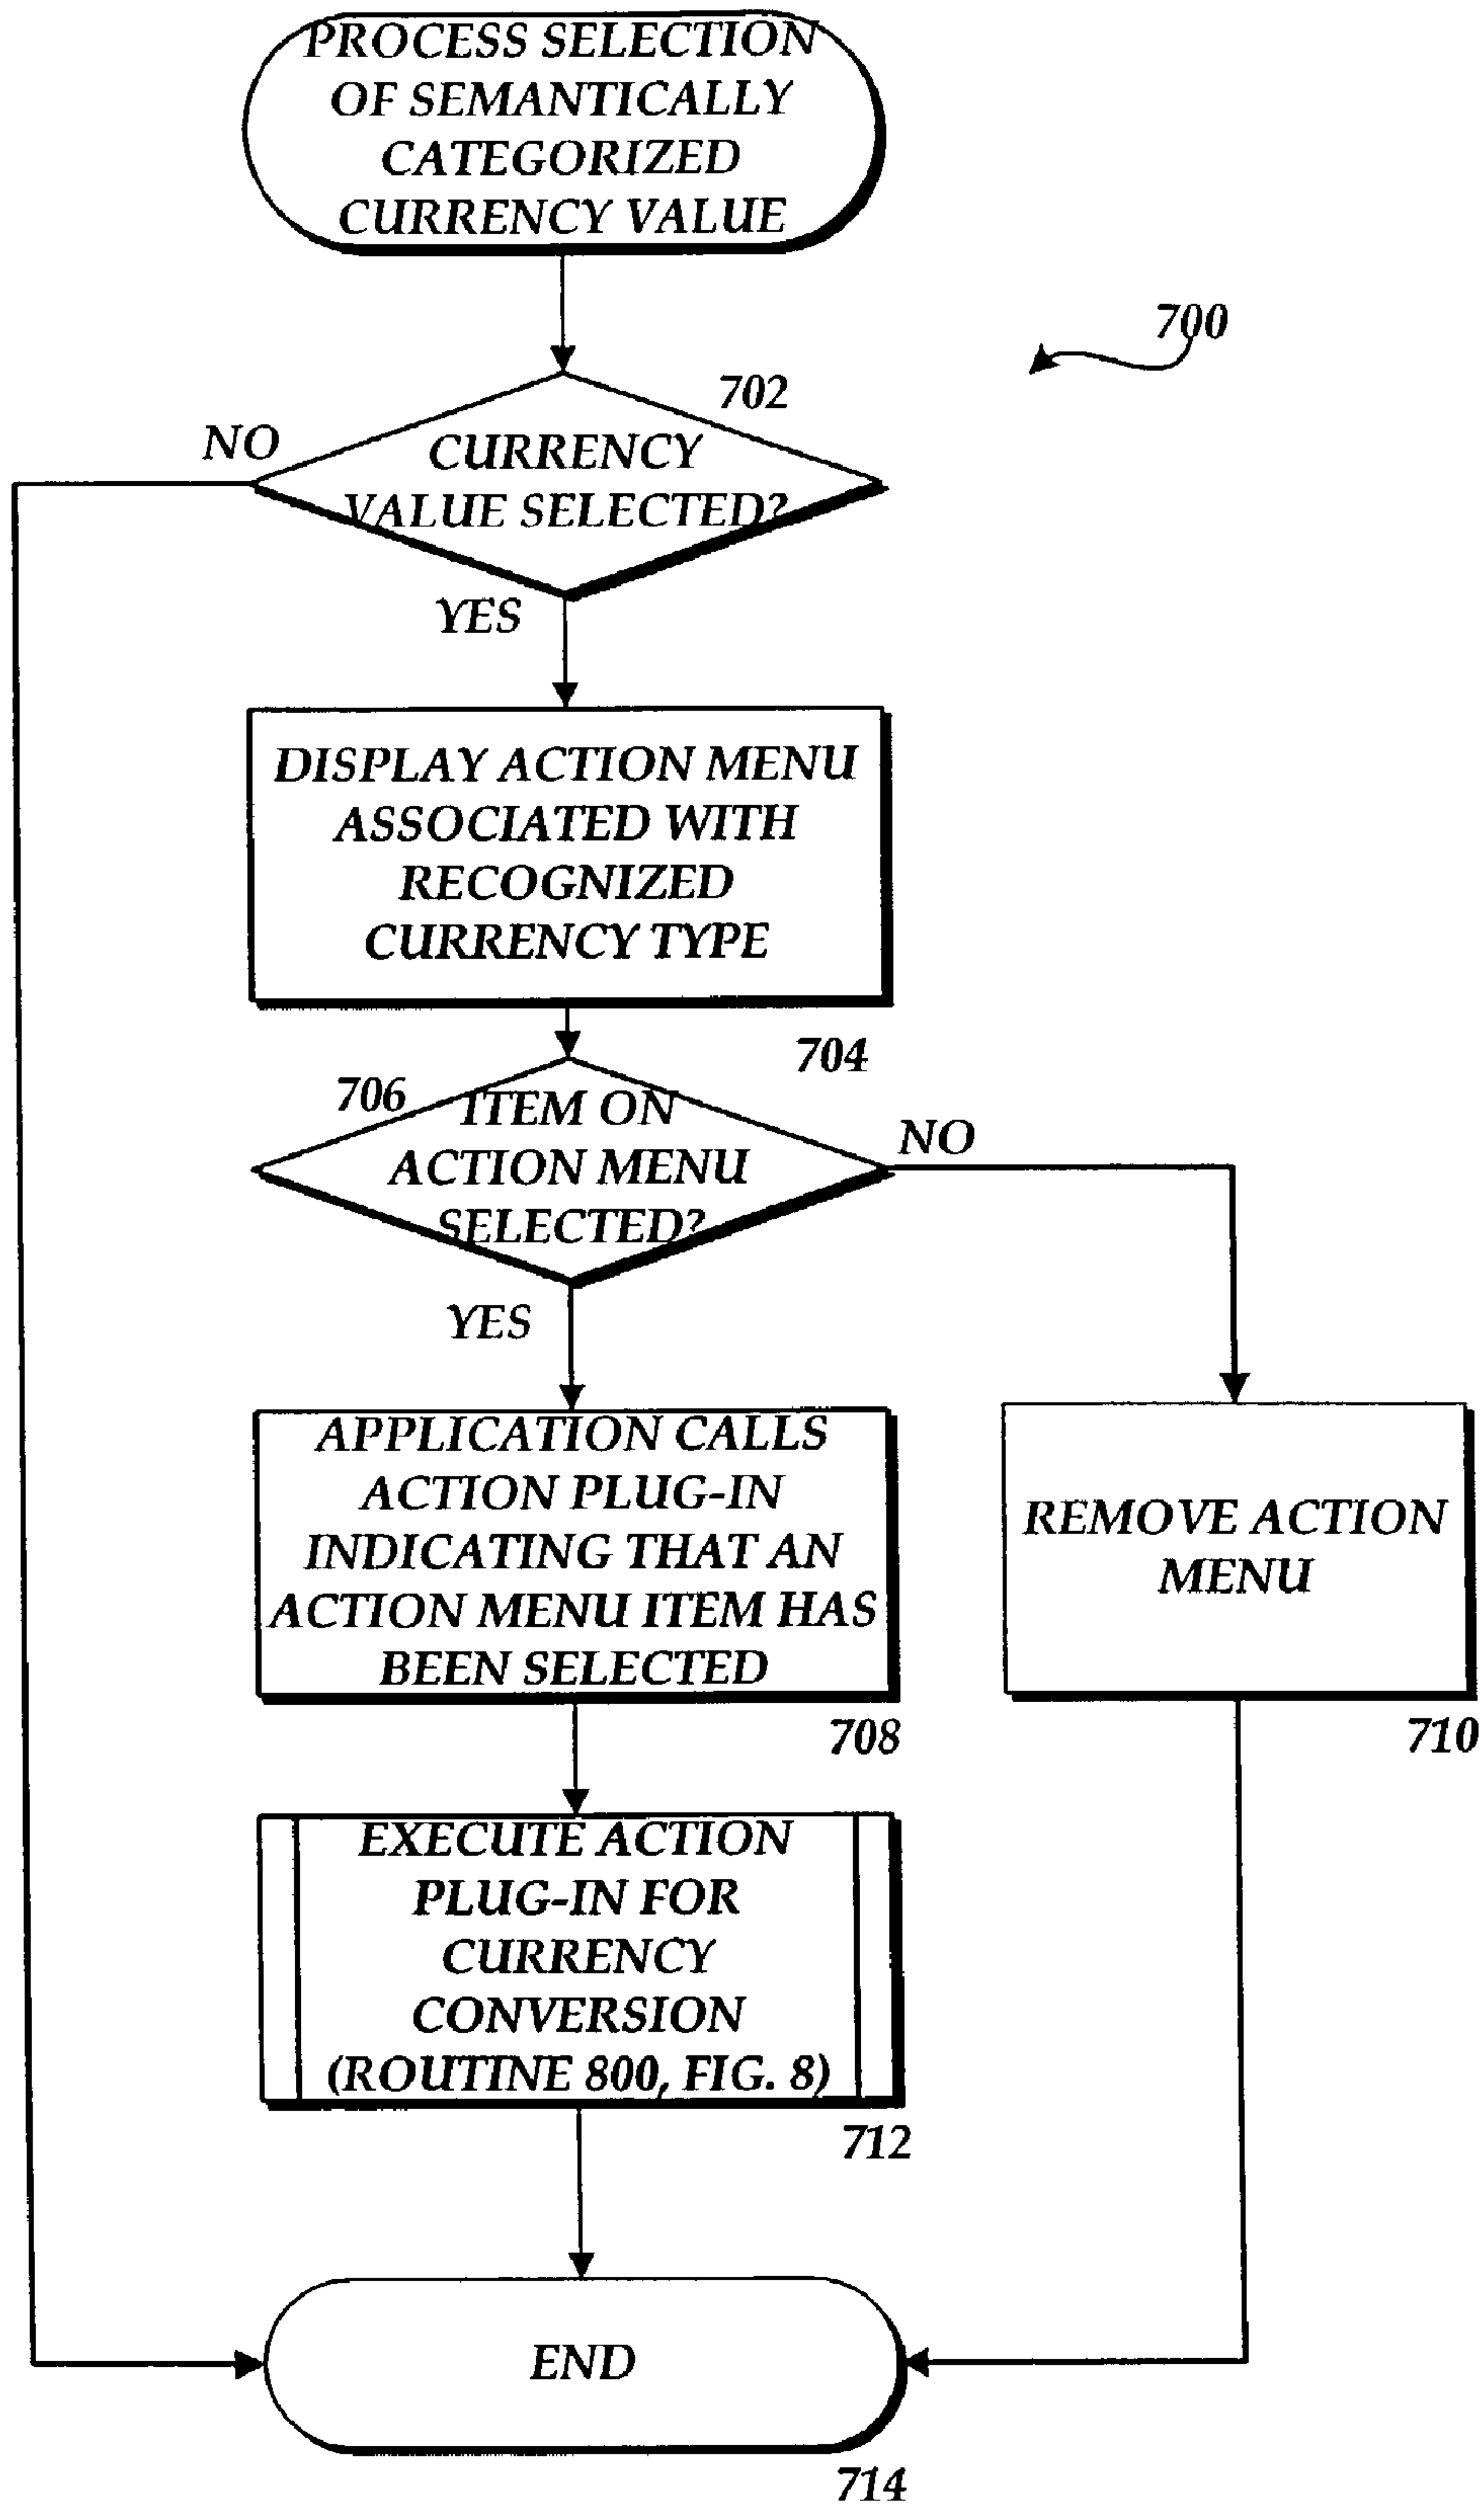 PROCESS SELECTION
OF SEMANTICALLY
CATEGORIZED
CURRENCY VALUE
700
702
NO
CURRENCY
VALUE SELECTED?
YES
DISPLAY ACTION MENU
ASSOCIATED WITH
RECOGNIZED
CURRENCY TYPE
704
706
ITEM ON
ACTION MENU
SELECTED?
NO
YES
APPLICATION CALLS
ACTION PLUG-IN
INDICATING THAT AN
ACTION MENU ITEM HAS
BEEN SELECTED
708
REMOVE ACTION
MENU
710
EXECUTE ACTION
PLUG-IN FOR
CURRENCY
CONVERSION
(ROUTINE 800, FIG. 8)
712
END
714